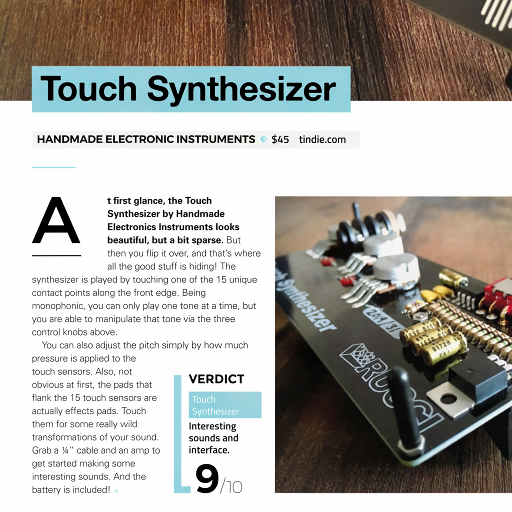 Touch Synthesizer
HANDMADE ELECTRONIC INSTRUMENTS ◆ $45 tindie.com
At first glance, the Touch
Synthesizer by Handmade
Electronics Instruments looks
beautiful, but a bit sparse. But
then you flip it over, and that's where
all the good stuff is hiding! The
synthesizer is played by touching one of the 15 unique
contact points along the front edge. Being
monophonic, you can only play one tone at a time, but
you are able to manipulate that tone via the three
control knobs above.
You can also adjust the pitch simply by how much
pressure is applied to the
touch sensors. Also, not
obvious at first, the pads that
flank the 15 touch sensors are
actually effects pads. Touch
them for some really wild
transformations of your sound.
Grab a ¼" cable and an amp to
get started making some
interesting sounds. And the
battery is included!
VERDICT
Touch
Synthesizer
Interesting
sounds and
interface.
9/10
Synthesizer
RUCCI